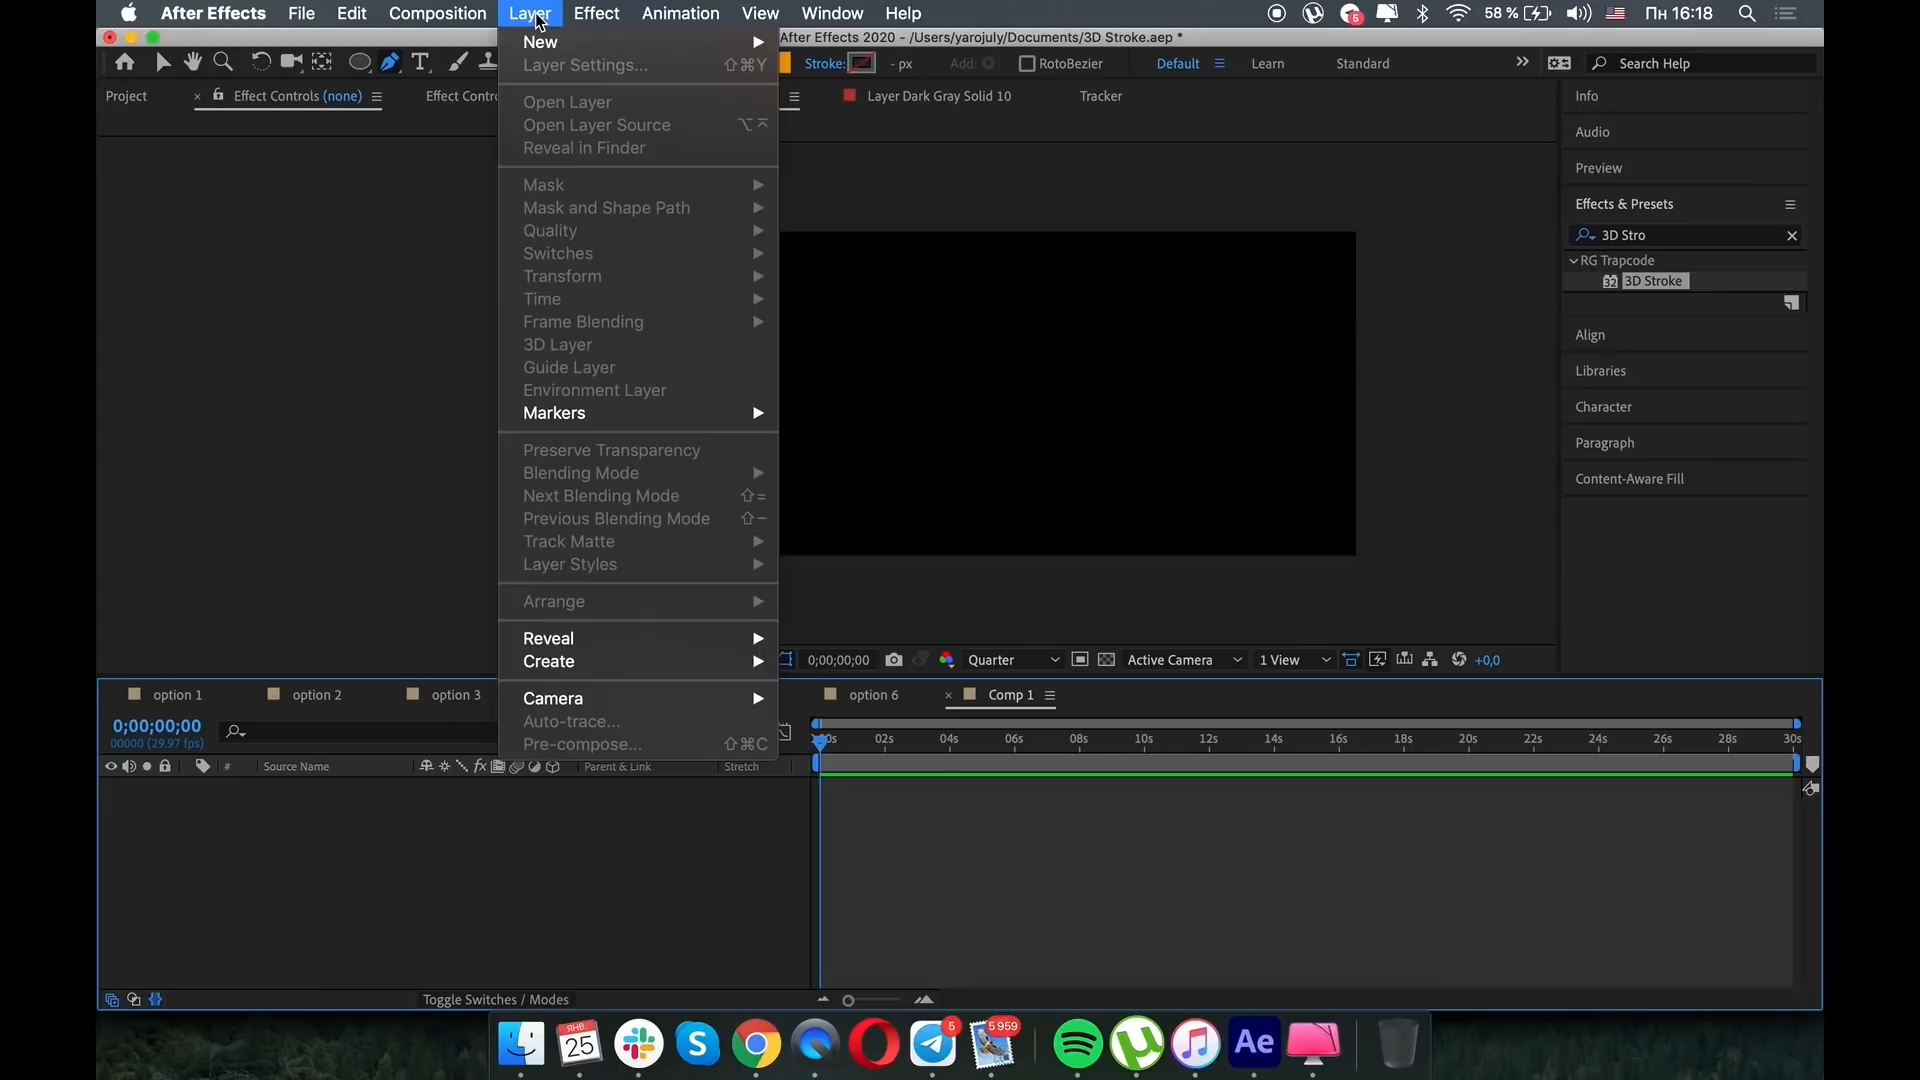 After Effects File Edit Composition Layer Effect Animation View Window Help 5 58 % Пн 16:18
After Effects 2020 - /Users/yarojuly/Documents/3D Stroke.aep *
T Stroke: - px Add: RotoBezier Default Learn Standard Search Help
Project × Effect Controls (none) Effect Contro Layer Dark Gray Solid 10 Tracker
New
Layer Settings... ⇧⌘Y
Open Layer
Open Layer Source
Reveal in Finder
Mask
Mask and Shape Path
Quality
Switches
Transform
Time
Frame Blending
3D Layer
Guide Layer
Environment Layer
Markers
Preserve Transparency
Blending Mode
Next Blending Mode ⇧=
Previous Blending Mode ⇧−
Track Matte
Layer Styles
Arrange
Reveal
Create
Camera
Auto-trace...
Pre-compose... ⇧⌘C
Info
Audio
Preview
Effects & Presets
3D Stro
RG Trapcode
32 3D Stroke
Align
Libraries
Character
Paragraph
Content-Aware Fill
0;00;00;00 Quarter Active Camera 1 View +0,0
option 1 option 2 option 3 option 6 × Comp 1
0;00;00;00
00000 (29.97 fps)
02s 04s 06s 08s 10s 12s 14s 16s 18s 20s 22s 24s 26s 28s 30s
# Source Name fx Parent & Link Stretch
Toggle Switches / Modes
ЯНВ.
25
S
5
5 959
Ae